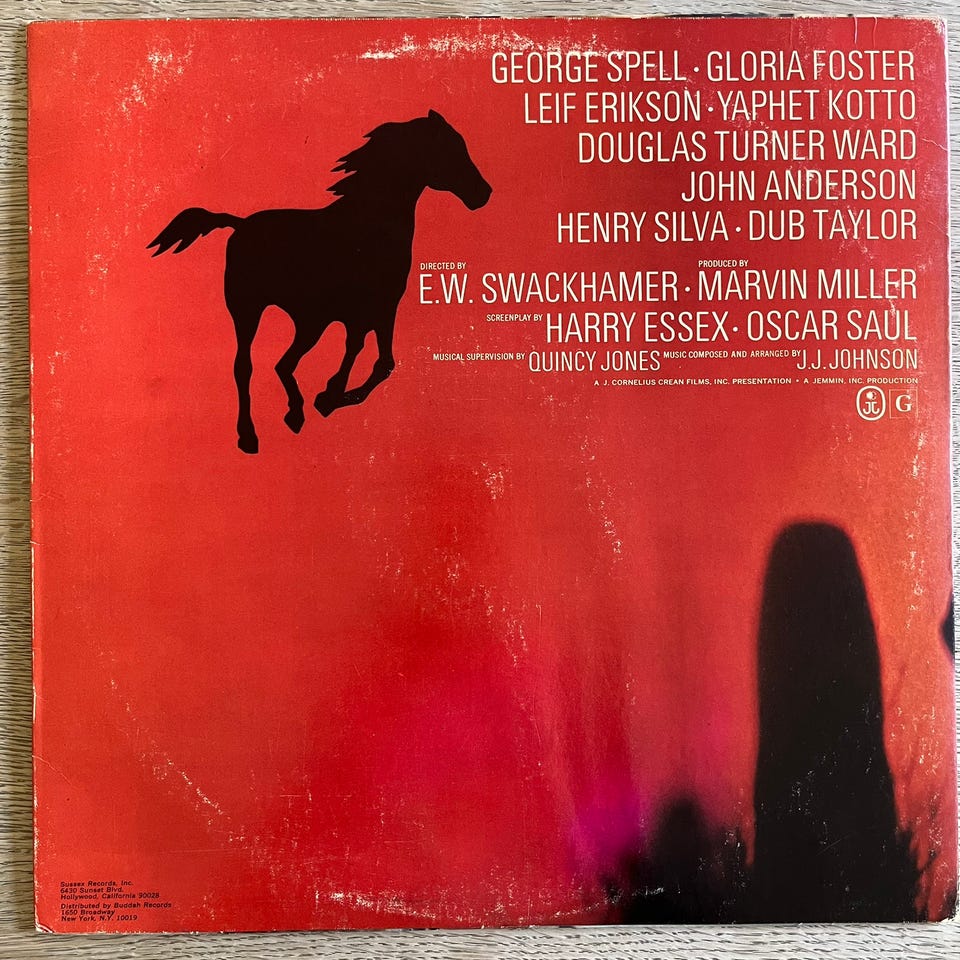 GEORGE SPELL · GLORIA FOSTER
LEIF ERIKSON · YAPHET KOTTO
DOUGLAS TURNER WARD
JOHN ANDERSON
HENRY SILVA · DUB TAYLOR
DIRECTED BY E.W. SWACKHAMER · PRODUCED BY MARVIN MILLER
SCREENPLAY BY HARRY ESSEX · OSCAR SAUL
MUSICAL SUPERVISION BY QUINCY JONES MUSIC COMPOSED AND ARRANGED BY J.J. JOHNSON
A J. CORNELIUS CREAN FILMS, INC. PRESENTATION • A JEMMIN, INC. PRODUCTION
G
Sussex Records, Inc.
6430 Sunset Blvd.
Hollywood, California 90028
Distributed by Buddah Records
1650 Broadway
New York, N.Y. 10019